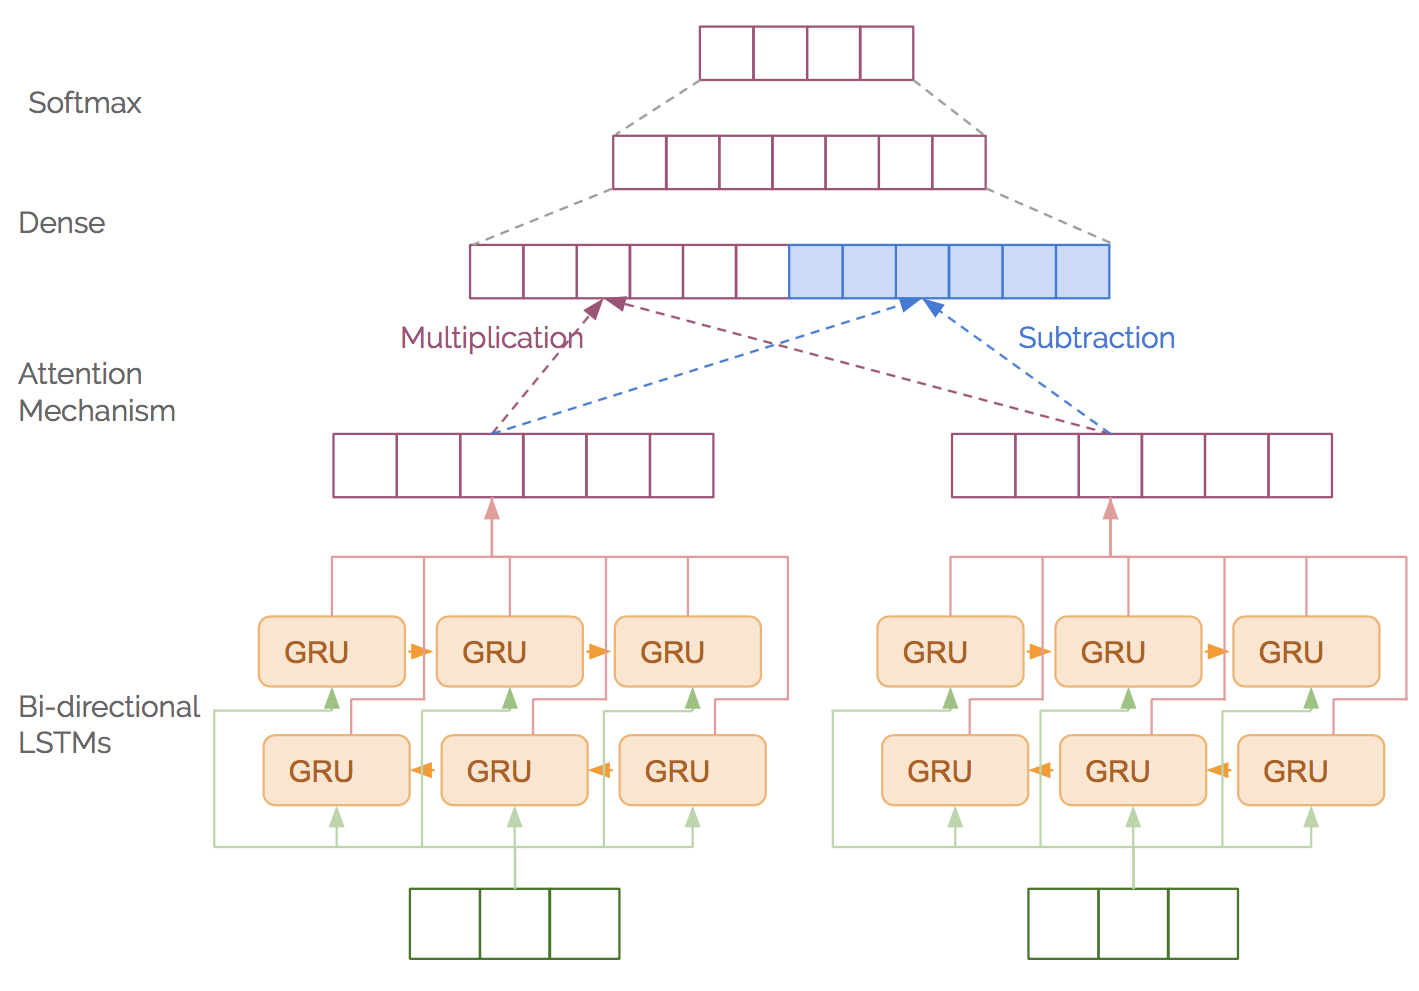 Softmax
Dense
Multiplication
Subtraction
Attention
Mechanism
GRU GRU GRU GRU GRU GRU
Bi-directional
LSTMs
GRU GRU GRU GRU GRU GRU